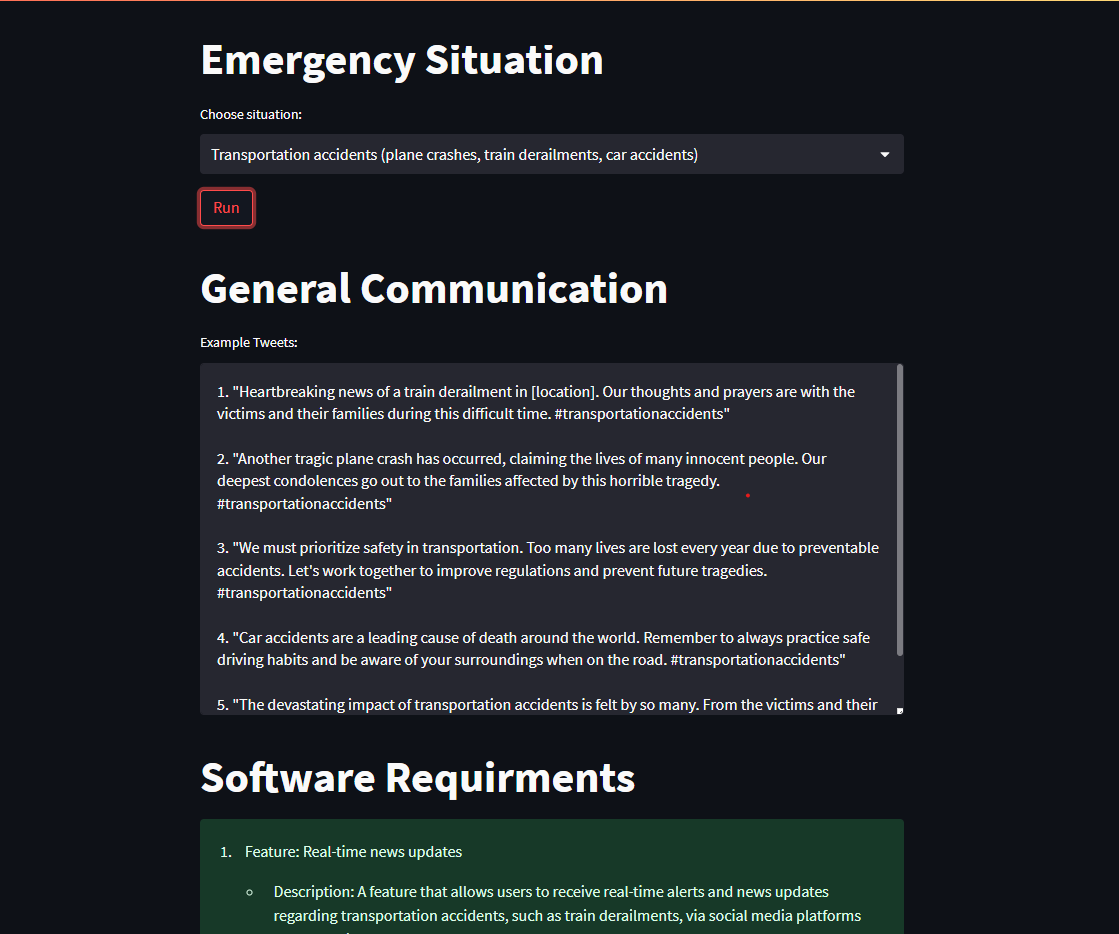 Emergency Situation
Choose situation:
Transportation accidents (plane crashes, train derailments, car accidents)
Run
General Communication
Example Tweets:
1. "Heartbreaking news of a train derailment in [location]. Our thoughts and prayers are with the
victims and their families during this difficult time. #transportationaccidents"
2. "Another tragic plane crash has occurred, claiming the lives of many innocent people. Our
deepest condolences go out to the families affected by this horrible tragedy.
#transportationaccidents"
3. "We must prioritize safety in transportation. Too many lives are lost every year due to preventable
accidents. Let's work together to improve regulations and prevent future tragedies.
#transportationaccidents"
4. "Car accidents are a leading cause of death around the world. Remember to always practice safe
driving habits and be aware of your surroundings when on the road. #transportationaccidents"
5. "The devastating impact of transportation accidents is felt by so many. From the victims and their
Software Requirments
1. Feature: Real-time news updates
◦ Description: A feature that allows users to receive real-time alerts and news updates
regarding transportation accidents, such as train derailments, via social media platforms